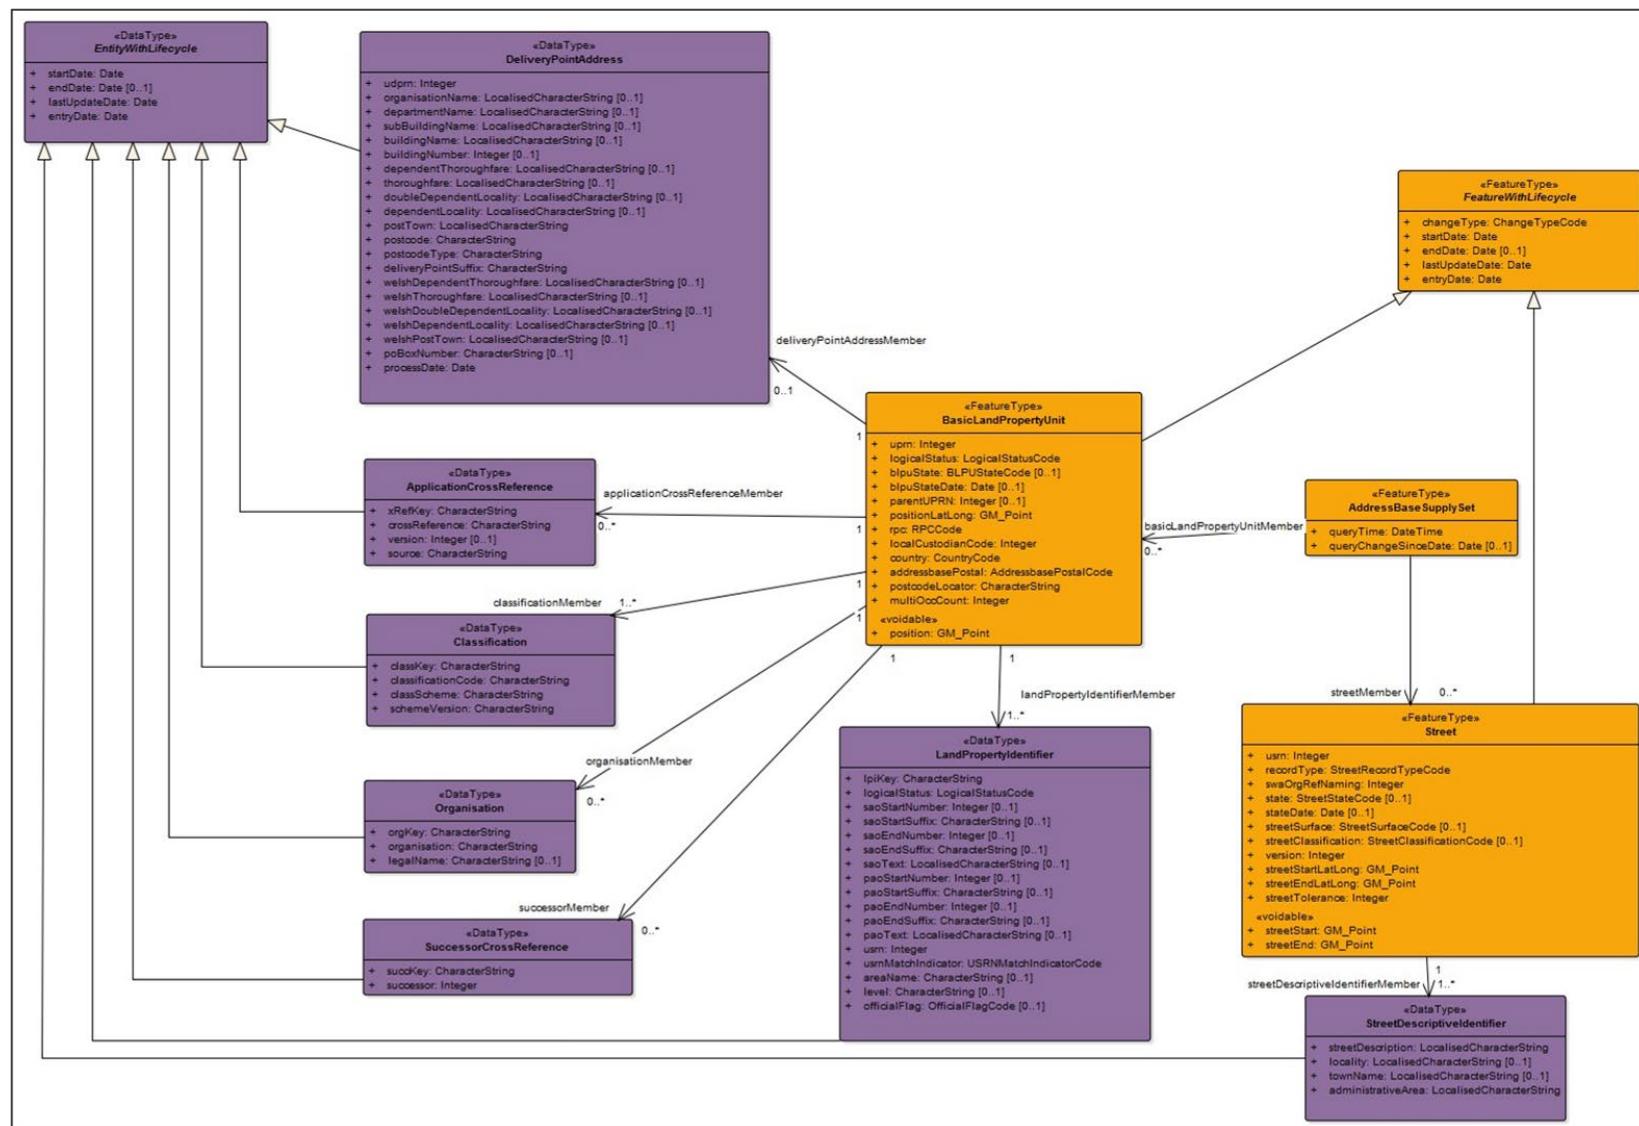 «DataType»
EntityWithLifecycle
+ startDate: Date
+ endDate: Date [0..1]
+ lastUpdateDate: Date
+ entryDate: Date
«DataType»
DeliveryPointAddress
+ udprn: Integer
+ organisationName: LocalisedCharacterString [0..1]
+ departmentName: LocalisedCharacterString [0..1]
+ subBuildingName: LocalisedCharacterString [0..1]
+ buildingName: LocalisedCharacterString [0..1]
+ buildingNumber: Integer [0..1]
+ dependentThoroughfare: LocalisedCharacterString [0..1]
+ thoroughfare: LocalisedCharacterString [0..1]
+ doubleDependentLocality: LocalisedCharacterString [0..1]
+ dependentLocality: LocalisedCharacterString [0..1]
+ postTown: LocalisedCharacterString
+ postcode: CharacterString
+ postcodeType: CharacterString
+ deliveryPointSuffix: CharacterString
+ welshDependentThoroughfare: LocalisedCharacterString [0..1]
+ welshThoroughfare: LocalisedCharacterString [0..1]
+ welshDoubleDependentLocality: LocalisedCharacterString [0..1]
+ welshDependentLocality: LocalisedCharacterString [0..1]
+ welshPostTown: LocalisedCharacterString [0..1]
+ poBoxNumber: CharacterString [0..1]
+ processDate: Date
«FeatureType»
FeatureWithLifecycle
+ changeType: ChangeTypeCode
+ startDate: Date
+ endDate: Date [0..1]
+ lastUpdateDate: Date
+ entryDate: Date
deliveryPointAddressMember
0..1
1
«FeatureType»
BasicLandPropertyUnit
+ uprn: Integer
+ logicalStatus: LogicalStatusCode
+ blpuState: BLPUStateCode [0..1]
+ blpuStateDate: Date [0..1]
+ parentUPRN: Integer [0..1]
+ positionLatLong: GM_Point
+ rpc: RPCCode
+ localCustodianCode: Integer
+ country: CountryCode
+ addressbasePostal: AddressbasePostalCode
+ postcodeLocator: CharacterString
+ multiOccCount: Integer
«voidable»
+ position: GM_Point
«DataType»
ApplicationCrossReference
+ xRefKey: CharacterString
+ crossReference: CharacterString
+ version: Integer [0..1]
+ source: CharacterString
applicationCrossReferenceMember
0..*
1
«FeatureType»
AddressBaseSupplySet
+ queryTime: DateTime
+ queryChangeSinceDate: Date [0..1]
basicLandPropertyUnitMember
0..*
classificationMember
1..*
1
«DataType»
Classification
+ classKey: CharacterString
+ classificationCode: CharacterString
+ classScheme: CharacterString
+ schemeVersion: CharacterString
organisationMember
0..*
1
«DataType»
Organisation
+ orgKey: CharacterString
+ organisation: CharacterString
+ legalName: CharacterString [0..1]
successorMember
0..*
1
«DataType»
SuccessorCrossReference
+ succKey: CharacterString
+ successor: Integer
1
landPropertyIdentifierMember
1..*
«DataType»
LandPropertyIdentifier
+ lpiKey: CharacterString
+ logicalStatus: LogicalStatusCode
+ saoStartNumber: Integer [0..1]
+ saoStartSuffix: CharacterString [0..1]
+ saoEndNumber: Integer [0..1]
+ saoEndSuffix: CharacterString [0..1]
+ saoText: LocalisedCharacterString [0..1]
+ paoStartNumber: Integer [0..1]
+ paoStartSuffix: CharacterString [0..1]
+ paoEndNumber: Integer [0..1]
+ paoEndSuffix: CharacterString [0..1]
+ paoText: LocalisedCharacterString [0..1]
+ usrn: Integer
+ usrnMatchIndicator: USRNMatchIndicatorCode
+ areaName: CharacterString [0..1]
+ level: CharacterString [0..1]
+ officialFlag: OfficialFlagCode [0..1]
streetMember
0..*
«FeatureType»
Street
+ usrn: Integer
+ recordType: StreetRecordTypeCode
+ swaOrgRefNaming: Integer
+ state: StreetStateCode [0..1]
+ stateDate: Date [0..1]
+ streetSurface: StreetSurfaceCode [0..1]
+ streetClassification: StreetClassificationCode [0..1]
+ version: Integer
+ streetStartLatLong: GM_Point
+ streetEndLatLong: GM_Point
+ streetTolerance: Integer
«voidable»
+ streetStart: GM_Point
+ streetEnd: GM_Point
1
streetDescriptiveIdentifierMember
1..*
«DataType»
StreetDescriptiveIdentifier
+ streetDescription: LocalisedCharacterString
+ locality: LocalisedCharacterString [0..1]
+ townName: LocalisedCharacterString [0..1]
+ administrativeArea: LocalisedCharacterString